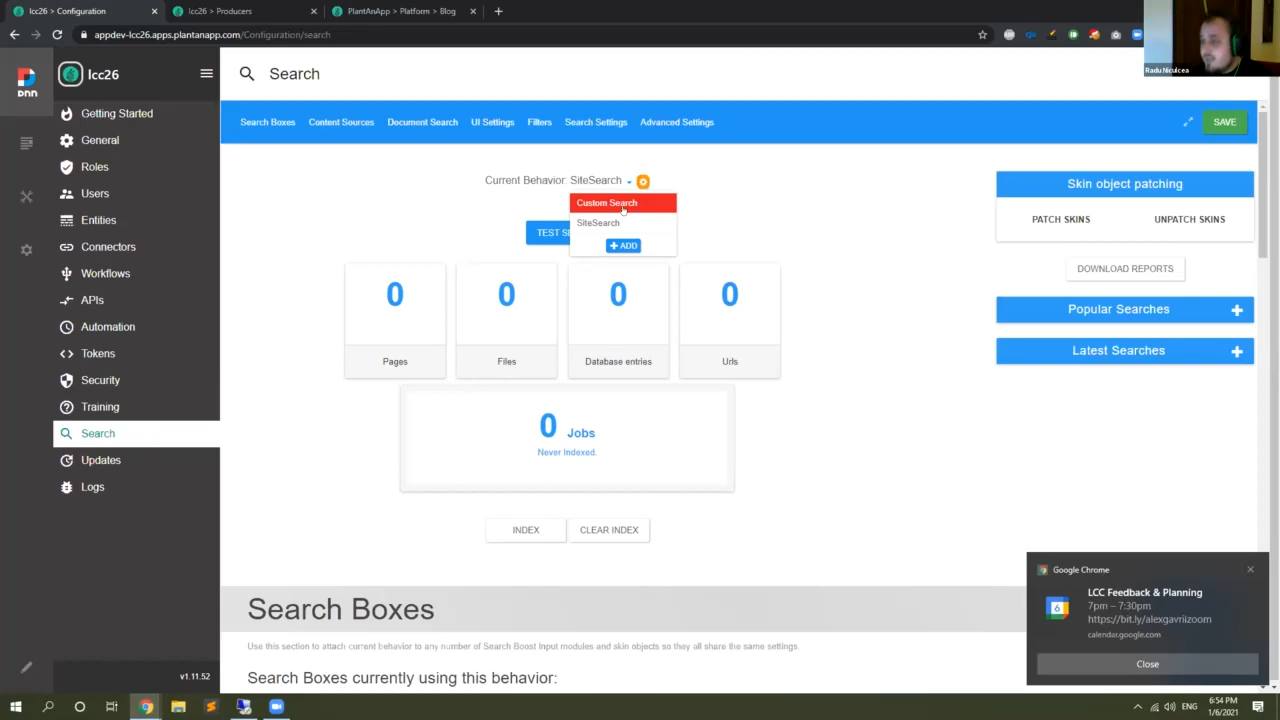 lcc26 > Configuration
lcc26 > Producers
PlantAnApp > Platform > Blog
appdev-lcc26.apps.plantanapp.com/Configuration/search
Radu Niculcea
dnn
lcc26
Getting Started
General
Roles
Users
Entities
Connectors
Workflows
APIs
Automation
Tokens
Security
Training
Search
Updates
Logs
v1.11.52
Search
Search Boxes
Content Sources
Document Search
UI Settings
Filters
Search Settings
Advanced Settings
SAVE
Current Behavior: SiteSearch
Custom Search
SiteSearch
ADD
TEST SE
0
Pages
0
Files
0
Database entries
0
Urls
0 Jobs
Never Indexed.
INDEX
CLEAR INDEX
Skin object patching
PATCH SKINS
UNPATCH SKINS
DOWNLOAD REPORTS
Popular Searches
Latest Searches
Search Boxes
Use this section to attach current behavior to any number of Search Boost Input modules and skin objects so they all share the same settings.
Search Boxes currently using this behavior:
Google Chrome
6
LCC Feedback & Planning
7pm – 7:30pm
https://bit.ly/alexgavriizoom
calendar.google.com
Close
ENG
6:54 PM
1/6/2021